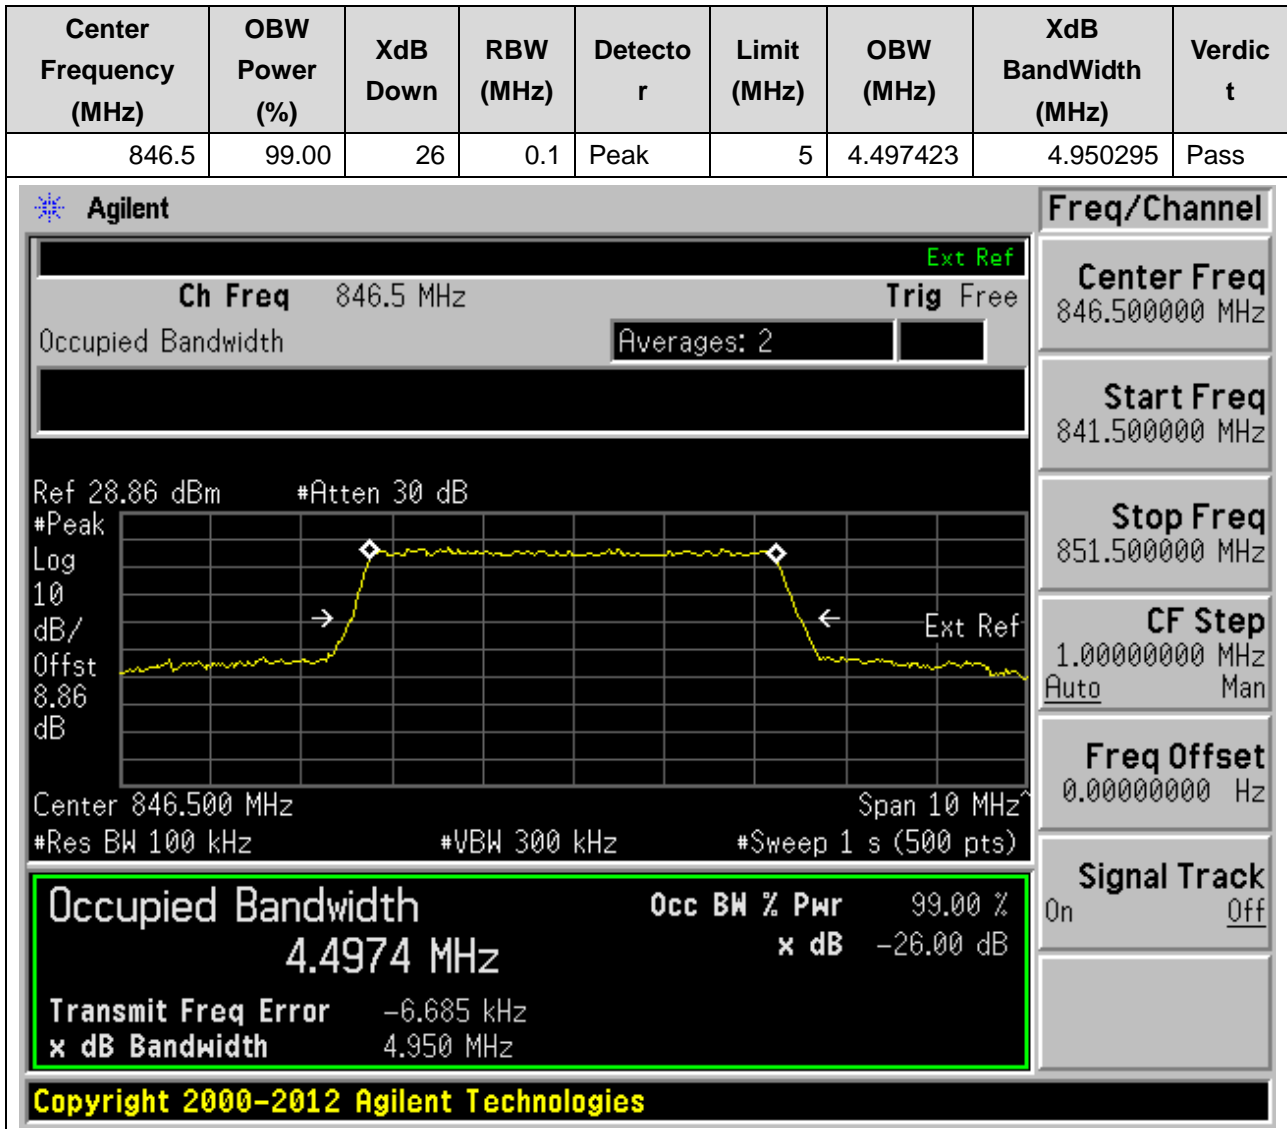 Center Frequency (MHz) OBW Power (%) XdB Down RBW (MHz) Detecto r Limit (MHz) OBW (MHz) XdB BandWidth (MHz) Verdic t
846.5 99.00 26 0.1 Peak 5 4.497423 4.950295 Pass
Agilent
Ext Ref
Ch Freq 846.5 MHz Trig Free
Occupied Bandwidth Averages: 2
Ref 28.86 dBm #Atten 30 dB
#Peak
Log
10
dB/
Offst
8.86
dB
Ext Ref
Center 846.500 MHz Span 10 MHz^
#Res BW 100 kHz #VBW 300 kHz #Sweep 1 s (500 pts)
Occupied Bandwidth Occ BW % Pwr 99.00 %
4.4974 MHz x dB -26.00 dB
Transmit Freq Error -6.685 kHz
x dB Bandwidth 4.950 MHz
Copyright 2000-2012 Agilent Technologies
Freq/Channel
Center Freq
846.500000 MHz
Start Freq
841.500000 MHz
Stop Freq
851.500000 MHz
CF Step
1.00000000 MHz
Auto Man
Freq Offset
0.00000000 Hz
Signal Track
On Off